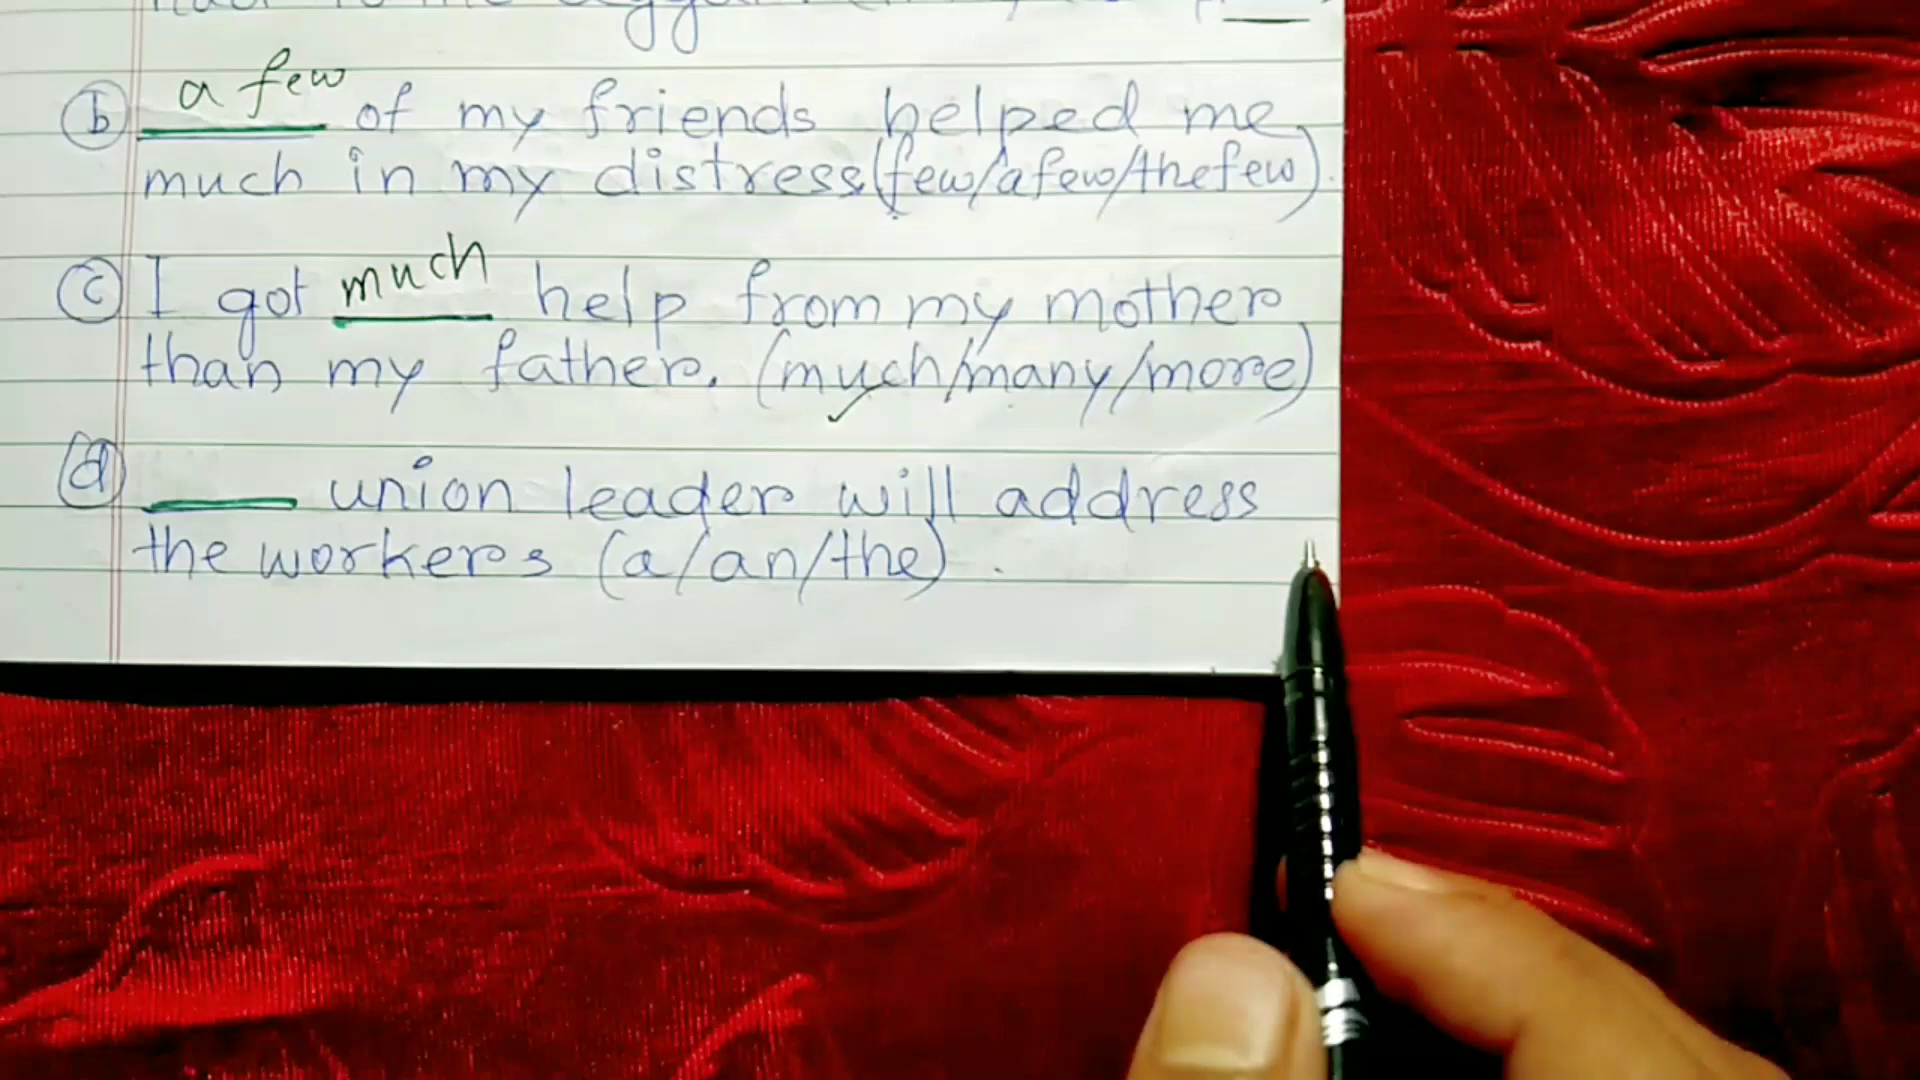 ⓑ a few of my friends helped me
much in my distress(few/a few/the few).
ⓒ I got much help from my mother
than my father. (much/many/more)
ⓓ ____ union leader will address
the workers (a/an/the).